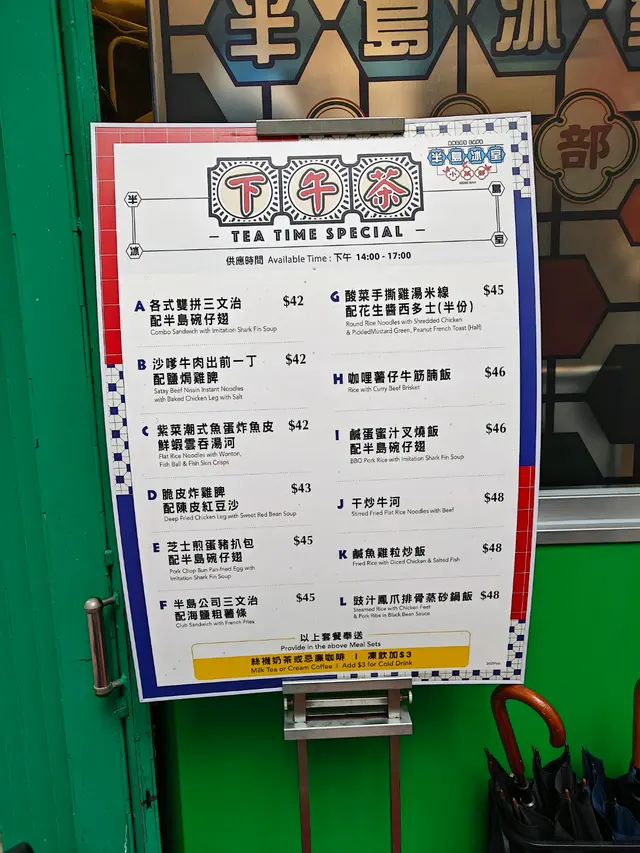 半島冰室
部
半島冰室
小菜部
下午茶
半
島
冰
室
— TEA TIME SPECIAL —
供應時間 Available Time : 下午 14:00 - 17:00
A 各式雙拼三文治 $42
配半島碗仔翅
Combo Sandwich with Imitation Shark Fin Soup
B 沙嗲牛肉出前一丁 $42
配鹽焗雞脾
Satay Beef Nissin Instant Noodles
with Baked Chicken Leg with Salt
C 紫菜潮式魚蛋炸魚皮 $42
鮮蝦雲吞湯河
Flat Rice Noodles with Wonton,
Fish Ball & Fish Skin Crisps
D 脆皮炸雞脾 $43
配陳皮紅豆沙
Deep Fried Chicken Leg with Sweet Red Bean Soup
E 芝士煎蛋豬扒包 $45
配半島碗仔翅
Pork Chop Bun Pan-fried Egg with
Imitation Shark Fin Soup
F 半島公司三文治 $45
配海鹽粗薯條
Club Sandwich with French Fries
G 酸菜手撕雞湯米線 $45
配花生醬西多士(半份)
Round Rice Noodles with Shredded Chicken
& PickledMustard Green, Peanut French Toast (Half)
H 咖喱薯仔牛筋腩飯 $46
Rice with Curry Beef Brisket
I 鹹蛋蜜汁叉燒飯 $46
配半島碗仔翅
BBQ Pork Rice with Imitation Shark Fin Soup
J 干炒牛河 $48
Stirred Fried Flat Rice Noodles with Beef
K 鹹魚雞粒炒飯 $48
Fried Rice with Diced Chicken & Salted Fish
L 豉汁鳳爪排骨蒸砂鍋飯 $48
Steamed Rice with Chicken Feet
& Pork Ribs in Black Bean Sauce
以上套餐奉送
Provide in the above Meal Sets
絲襪奶茶或忌廉咖啡 | 凍飲加$3
Milk Tea or Cream Coffee | Add $3 for Cold Drink